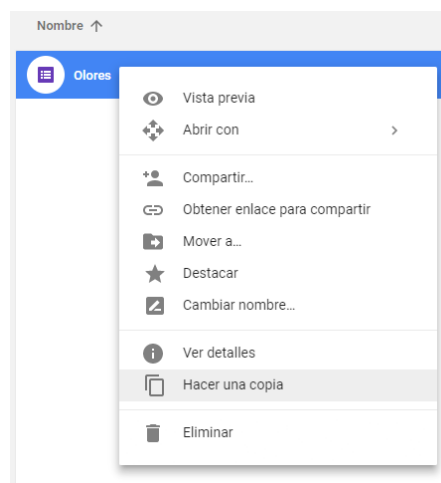 Nombre
Olores
Vista previa
Abrir con
Compartir...
Obtener enlace para compartir
Mover a...
Destacar
Cambiar nombre...
Ver detalles
Hacer una copia
Eliminar